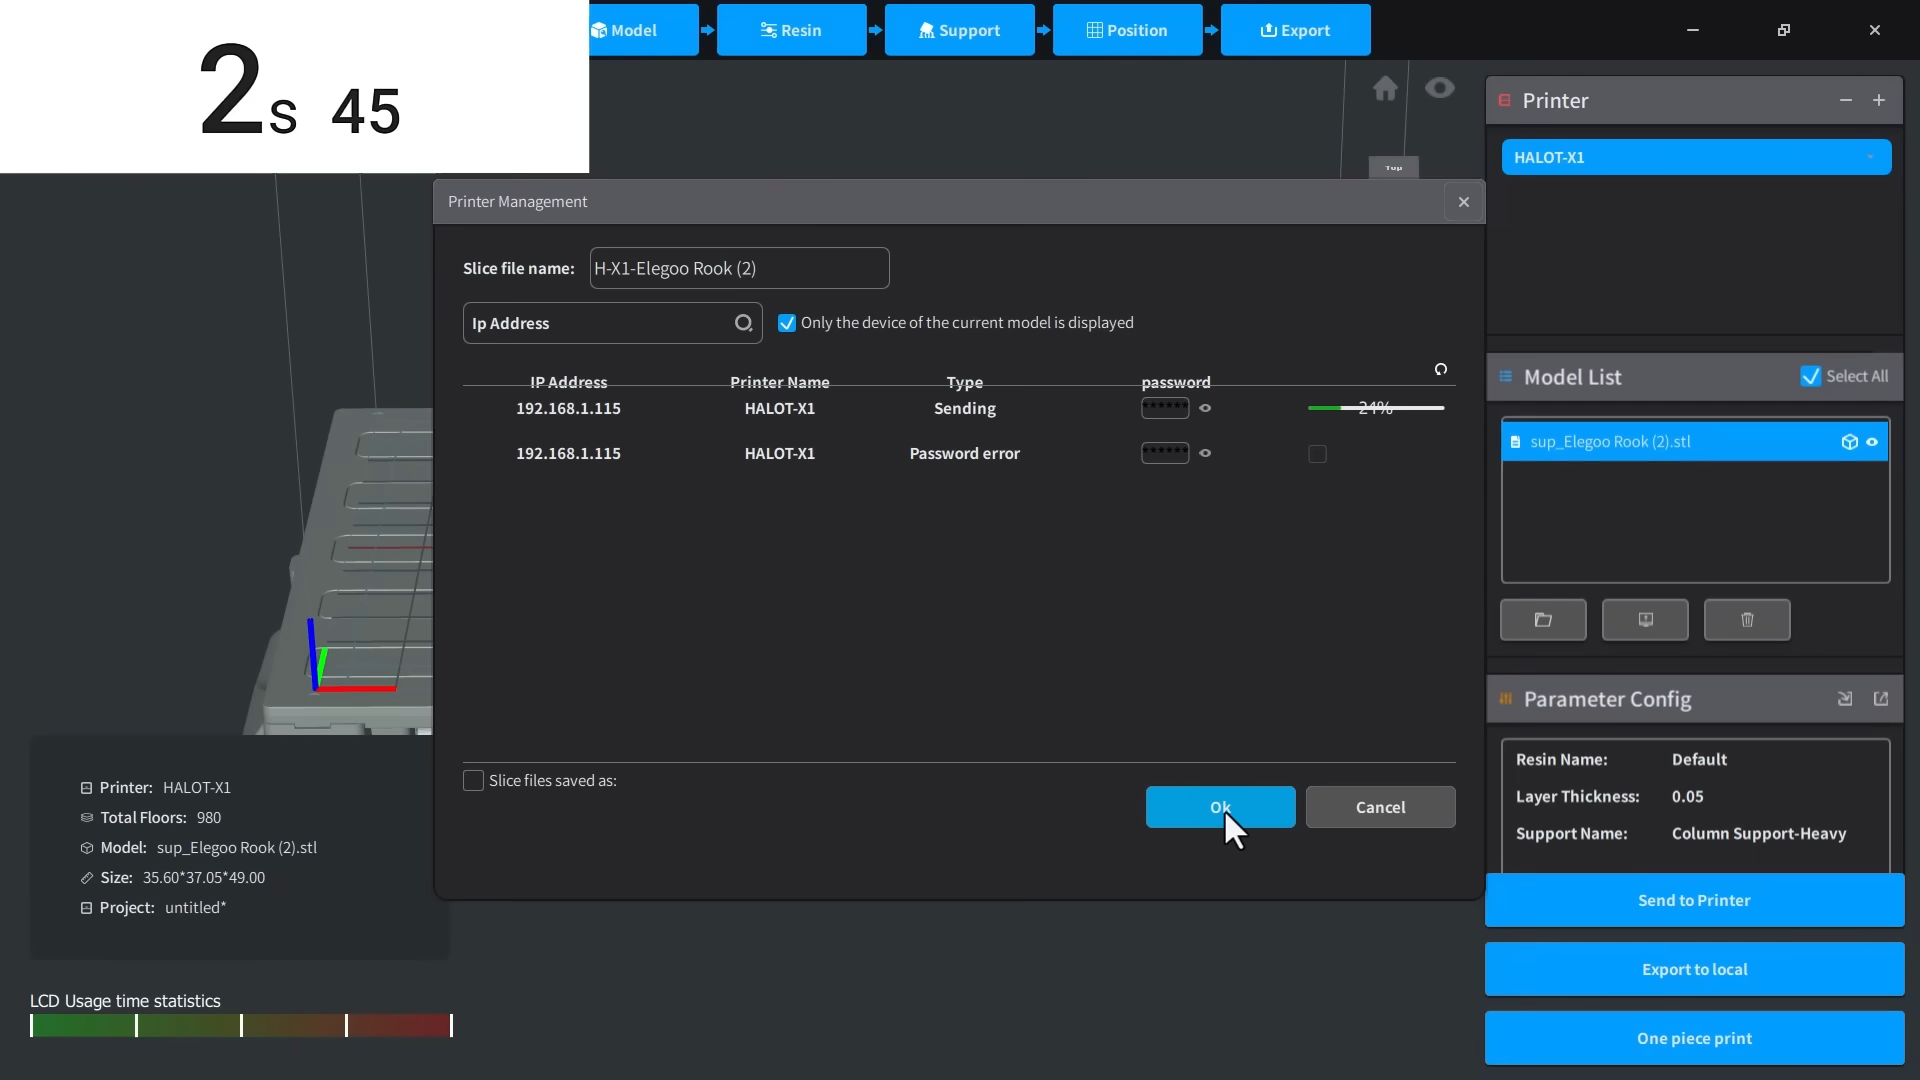 2s 45
Model
Resin
Support
Position
Export
Top
Printer
HALOT-X1
Printer Management
Slice file name: H-X1-Elegoo Rook (2)
Ip Address
Only the device of the current model is displayed
IP Address Printer Name Type password
192.168.1.115 HALOT-X1 Sending ****** 24%
192.168.1.115 HALOT-X1 Password error ******
Slice files saved as:
Ok
Cancel
Model List
Select All
sup_Elegoo Rook (2).stl
Parameter Config
Resin Name: Default
Layer Thickness: 0.05
Support Name: Column Support-Heavy
Send to Printer
Export to local
One piece print
Printer: HALOT-X1
Total Floors: 980
Model: sup_Elegoo Rook (2).stl
Size: 35.60*37.05*49.00
Project: untitled*
LCD Usage time statistics